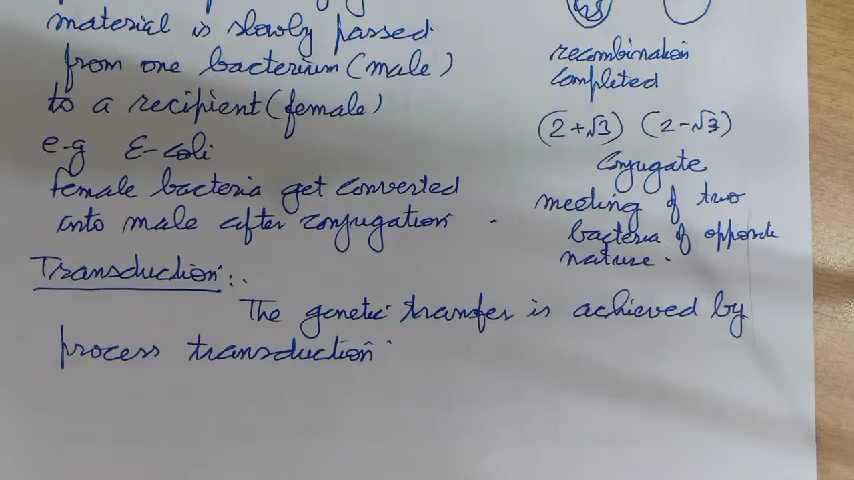 material is slowly passed
from one bacterium (male)
to a recipient (female)
e-g E-coli
female bacteria get converted
into male after conjugation
recombination
completed
(2+√3) (2-√3)
Conjugate
meeting of two
bacteria of opposite
nature.
Transduction:-
The genetic transfer is achieved by
process transduction